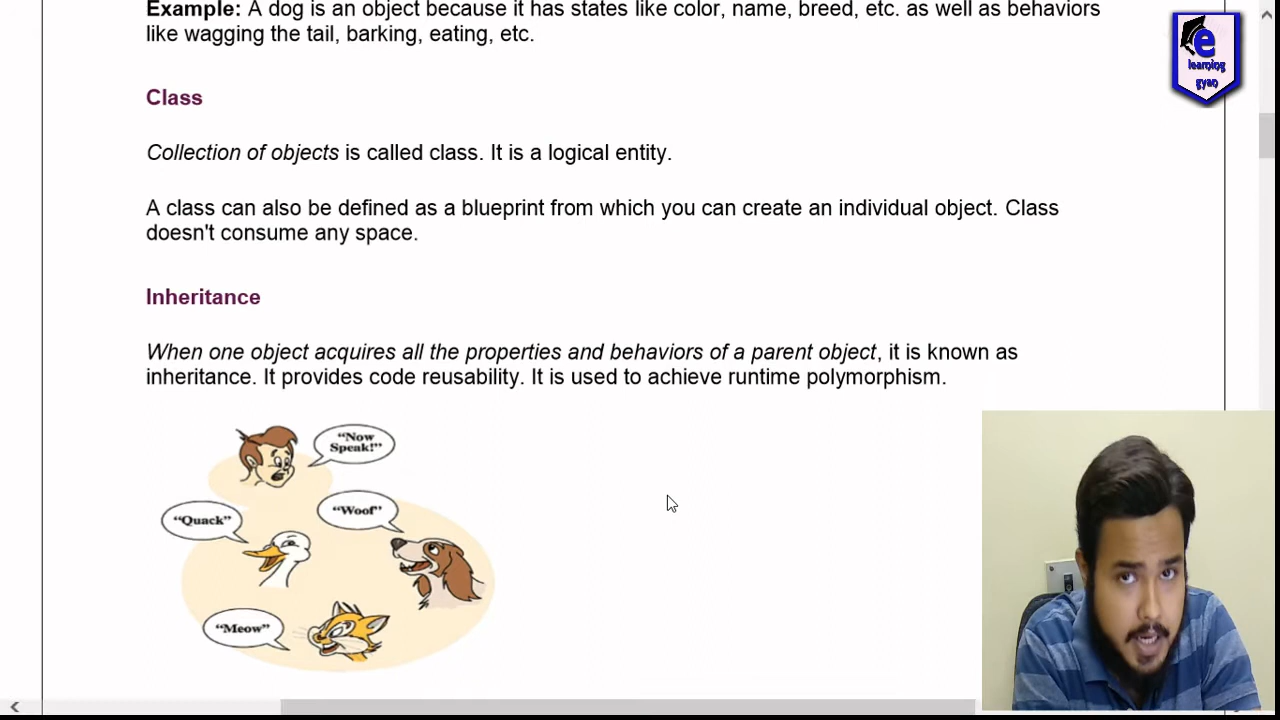 Example: A dog is an object because it has states like color, name, breed, etc. as well as behaviors
like wagging the tail, barking, eating, etc.
e
learning
gyan
Class
Collection of objects is called class. It is a logical entity.
A class can also be defined as a blueprint from which you can create an individual object. Class
doesn't consume any space.
Inheritance
When one object acquires all the properties and behaviors of a parent object, it is known as
inheritance. It provides code reusability. It is used to achieve runtime polymorphism.
"Now
Speak!"
"Quack"
"Woof"
"Meow"